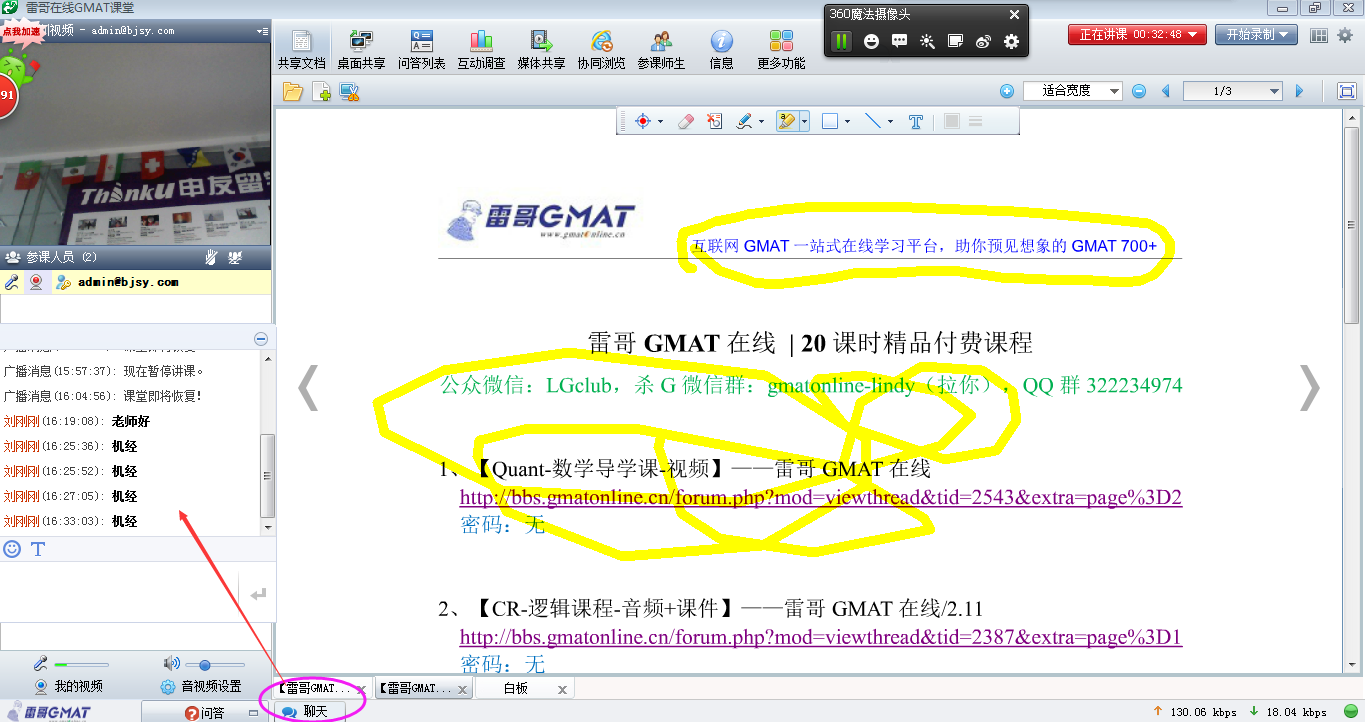 雷哥在线GMAT课堂
点我加速
视频 - admin@bjsy.com
91
ThinkU 申友留学
参课人员 (2)
admin@bjsy.com
广播消息(15:57:37): 现在暂停讲课。
广播消息(16:04:56): 课堂即将恢复!
刘刚刚(16:19:08): 老师好
刘刚刚(16:25:36): 机经
刘刚刚(16:25:52): 机经
刘刚刚(16:27:05): 机经
刘刚刚(16:33:03): 机经
T
我的视频
音视频设置
雷哥GMAT
问答
共享文档
桌面共享
问答列表
互动调查
媒体共享
协同浏览
参课师生
信息
更多功能
360魔法摄像头
正在讲课 00:32:48
开始录制
适合宽度
1/3
雷哥GMAT
www.gmatonline.cn
互联网 GMAT 一站式在线学习平台，助你预见想象的 GMAT 700+
雷哥 GMAT 在线 | 20 课时精品付费课程
公众微信：LGclub，杀 G 微信群：gmatonline-lindy（拉你），QQ 群 322234974
1、【Quant-数学导学课-视频】——雷哥 GMAT 在线
http://bbs.gmatonline.cn/forum.php?mod=viewthread&tid=2543&extra=page%3D2
密码：无
2、【CR-逻辑课程-音频+课件】——雷哥 GMAT 在线/2.11
http://bbs.gmatonline.cn/forum.php?mod=viewthread&tid=2387&extra=page%3D1
密码：无
【雷哥GMAT...
【雷哥GMAT...
白板
聊天
130.06 kbps
18.04 kbps